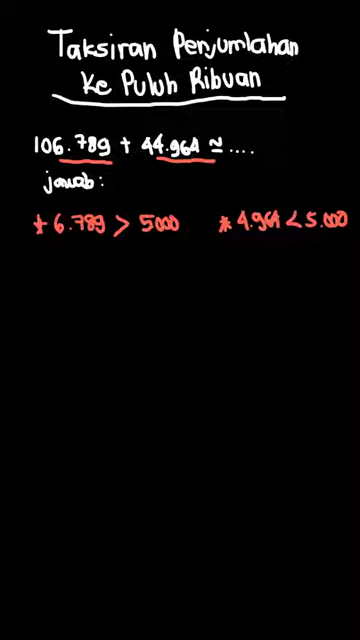 Taksiran Penjumlahan
Ke Puluh Ribuan
106.789 + 44.964 ≈ ....
jawab:
* 6.789 > 5000 * 4.964 < 5.000